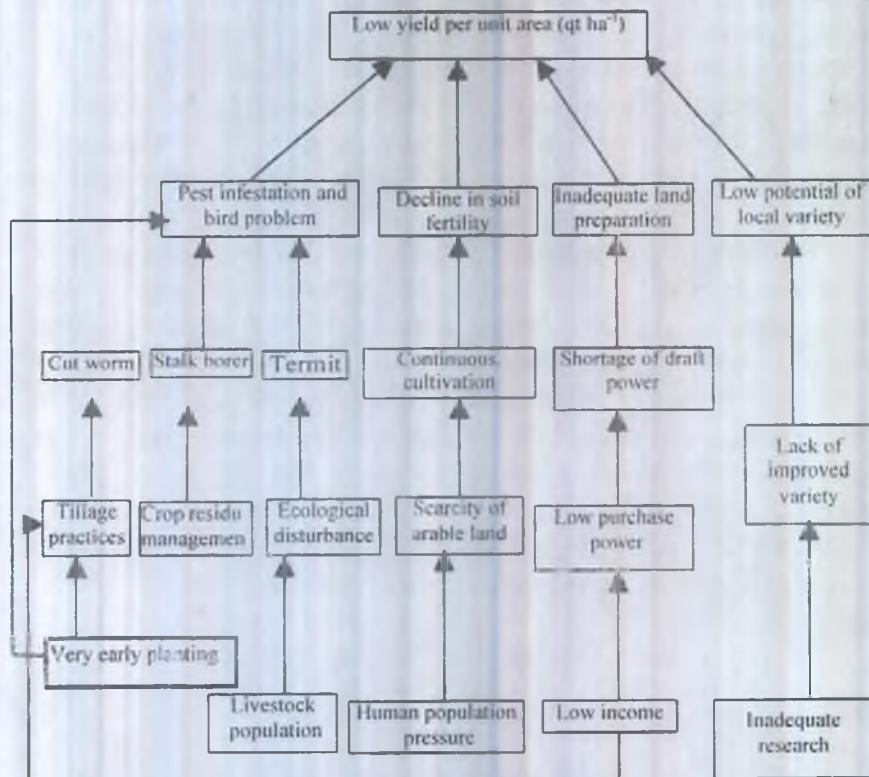 Low yield per unit area (qt ha⁻¹)
Pest infestation and
bird problem
Decline in soil
fertility
Inadequate land
preparation
Low potential of
local variety
Cut worm
Stalk borer
Termit
Continuous
cultivation
Shortage of draft
power
Lack of
improved
variety
Tillage
practices
Crop residu
managemen
Ecological
disturbance
Scarcity of
arable land
Low purchase
power
Very early planting
Livestock
population
Human population
pressure
Low income
Inadequate
research